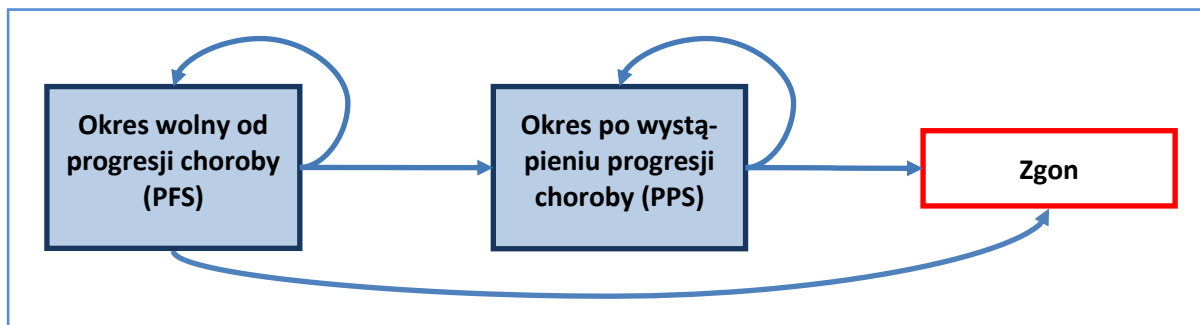 Okres wolny od
progresji choroby
(PFS)
Okres po wystą-
pieniu progresji
choroby (PPS)
Zgon